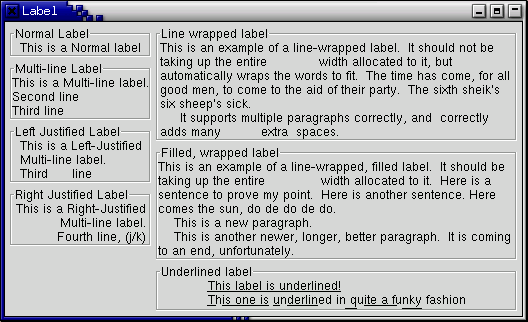 Label
Normal Label
This is a Normal label
Multi-line Label
This is a Multi-line label.
Second line
Third line
Left Justified Label
This is a Left-Justified
Multi-line label.
Third      line
Right Justified Label
This is a Right-Justified
Multi-line label.
Fourth line, (j/k)
Line wrapped label
This is an example of a line-wrapped label.  It should not be
taking up the entire             width allocated to it, but
automatically wraps the words to fit.  The time has come, for all
good men, to come to the aid of their party.  The sixth sheik's
six sheep's sick.
     It supports multiple paragraphs correctly, and  correctly
adds many          extra  spaces.
Filled, wrapped label
This is an example of a line-wrapped, filled label.  It should be
taking up the entire             width allocated to it.  Here is a
sentence to prove my point.  Here is another sentence. Here
comes the sun, do de do de do.
    This is a new paragraph.
    This is another newer, longer, better paragraph.  It is coming
to an end, unfortunately.
Underlined label
This label is underlined!
This one is underlined in quite a funky fashion